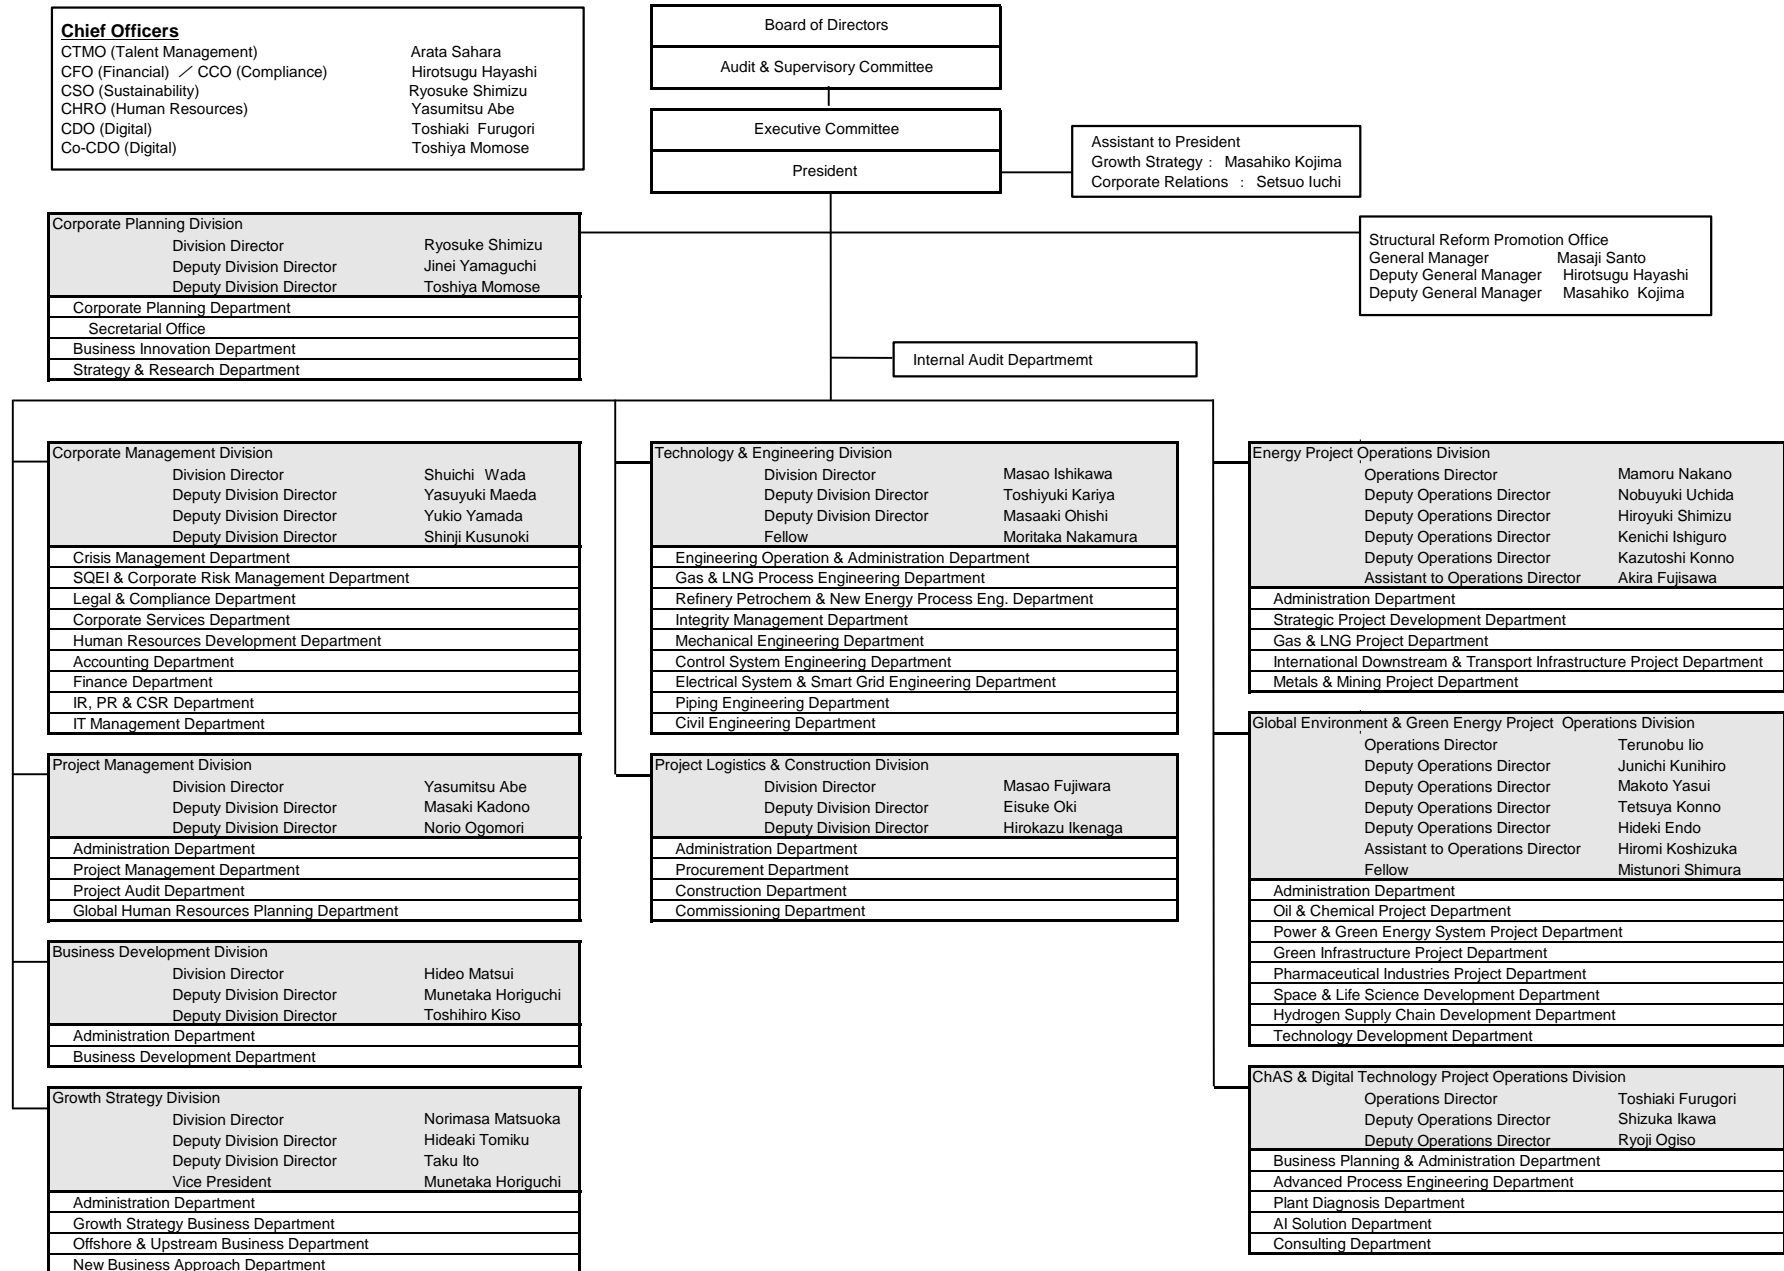 Chief Officers
CTMO (Talent Management) Arata Sahara
CFO (Financial) ／ CCO (Compliance) Hirotsugu Hayashi
CSO (Sustainability) Ryosuke Shimizu
CHRO (Human Resources) Yasumitsu Abe
CDO (Digital) Toshiaki Furugori
Co-CDO (Digital) Toshiya Momose
Board of Directors
Audit & Supervisory Committee
Executive Committee
President
Assistant to President
Growth Strategy : Masahiko Kojima
Corporate Relations : Setsuo Iuchi
Corporate Planning Division
Division Director Ryosuke Shimizu
Deputy Division Director Jinei Yamaguchi
Deputy Division Director Toshiya Momose
Corporate Planning Department
Secretarial Office
Business Innovation Department
Strategy & Research Department
Structural Reform Promotion Office
General Manager Masaji Santo
Deputy General Manager Hirotsugu Hayashi
Deputy General Manager Masahiko Kojima
Internal Audit Departmemt
Corporate Management Division
Division Director Shuichi Wada
Deputy Division Director Yasuyuki Maeda
Deputy Division Director Yukio Yamada
Deputy Division Director Shinji Kusunoki
Crisis Management Department
SQEI & Corporate Risk Management Department
Legal & Compliance Department
Corporate Services Department
Human Resources Development Department
Accounting Department
Finance Department
IR, PR & CSR Department
IT Management Department
Project Management Division
Division Director Yasumitsu Abe
Deputy Division Director Masaki Kadono
Deputy Division Director Norio Ogomori
Administration Department
Project Management Department
Project Audit Department
Global Human Resources Planning Department
Business Development Division
Division Director Hideo Matsui
Deputy Division Director Munetaka Horiguchi
Deputy Division Director Toshihiro Kiso
Administration Department
Business Development Department
Growth Strategy Division
Division Director Norimasa Matsuoka
Deputy Division Director Hideaki Tomiku
Deputy Division Director Taku Ito
Vice President Munetaka Horiguchi
Administration Department
Growth Strategy Business Department
Offshore & Upstream Business Department
New Business Approach Department
Technology & Engineering Division
Division Director Masao Ishikawa
Deputy Division Director Toshiyuki Kariya
Deputy Division Director Masaaki Ohishi
Fellow Moritaka Nakamura
Engineering Operation & Administration Department
Gas & LNG Process Engineering Department
Refinery Petrochem & New Energy Process Eng. Department
Integrity Management Department
Mechanical Engineering Department
Control System Engineering Department
Electrical System & Smart Grid Engineering Department
Piping Engineering Department
Civil Engineering Department
Project Logistics & Construction Division
Division Director Masao Fujiwara
Deputy Division Director Eisuke Oki
Deputy Division Director Hirokazu Ikenaga
Administration Department
Procurement Department
Construction Department
Commissioning Department
Energy Project Operations Division
Operations Director Mamoru Nakano
Deputy Operations Director Nobuyuki Uchida
Deputy Operations Director Hiroyuki Shimizu
Deputy Operations Director Kenichi Ishiguro
Deputy Operations Director Kazutoshi Konno
Assistant to Operations Director Akira Fujisawa
Administration Department
Strategic Project Development Department
Gas & LNG Project Department
International Downstream & Transport Infrastructure Project Department
Metals & Mining Project Department
Global Environment & Green Energy Project Operations Division
Operations Director Terunobu Iio
Deputy Operations Director Junichi Kunihiro
Deputy Operations Director Makoto Yasui
Deputy Operations Director Tetsuya Konno
Deputy Operations Director Hideki Endo
Assistant to Operations Director Hiromi Koshizuka
Fellow Mistunori Shimura
Administration Department
Oil & Chemical Project Department
Power & Green Energy System Project Department
Green Infrastructure Project Department
Pharmaceutical Industries Project Department
Space & Life Science Development Department
Hydrogen Supply Chain Development Department
Technology Development Department
ChAS & Digital Technology Project Operations Division
Operations Director Toshiaki Furugori
Deputy Operations Director Shizuka Ikawa
Deputy Operations Director Ryoji Ogiso
Business Planning & Administration Department
Advanced Process Engineering Department
Plant Diagnosis Department
AI Solution Department
Consulting Department